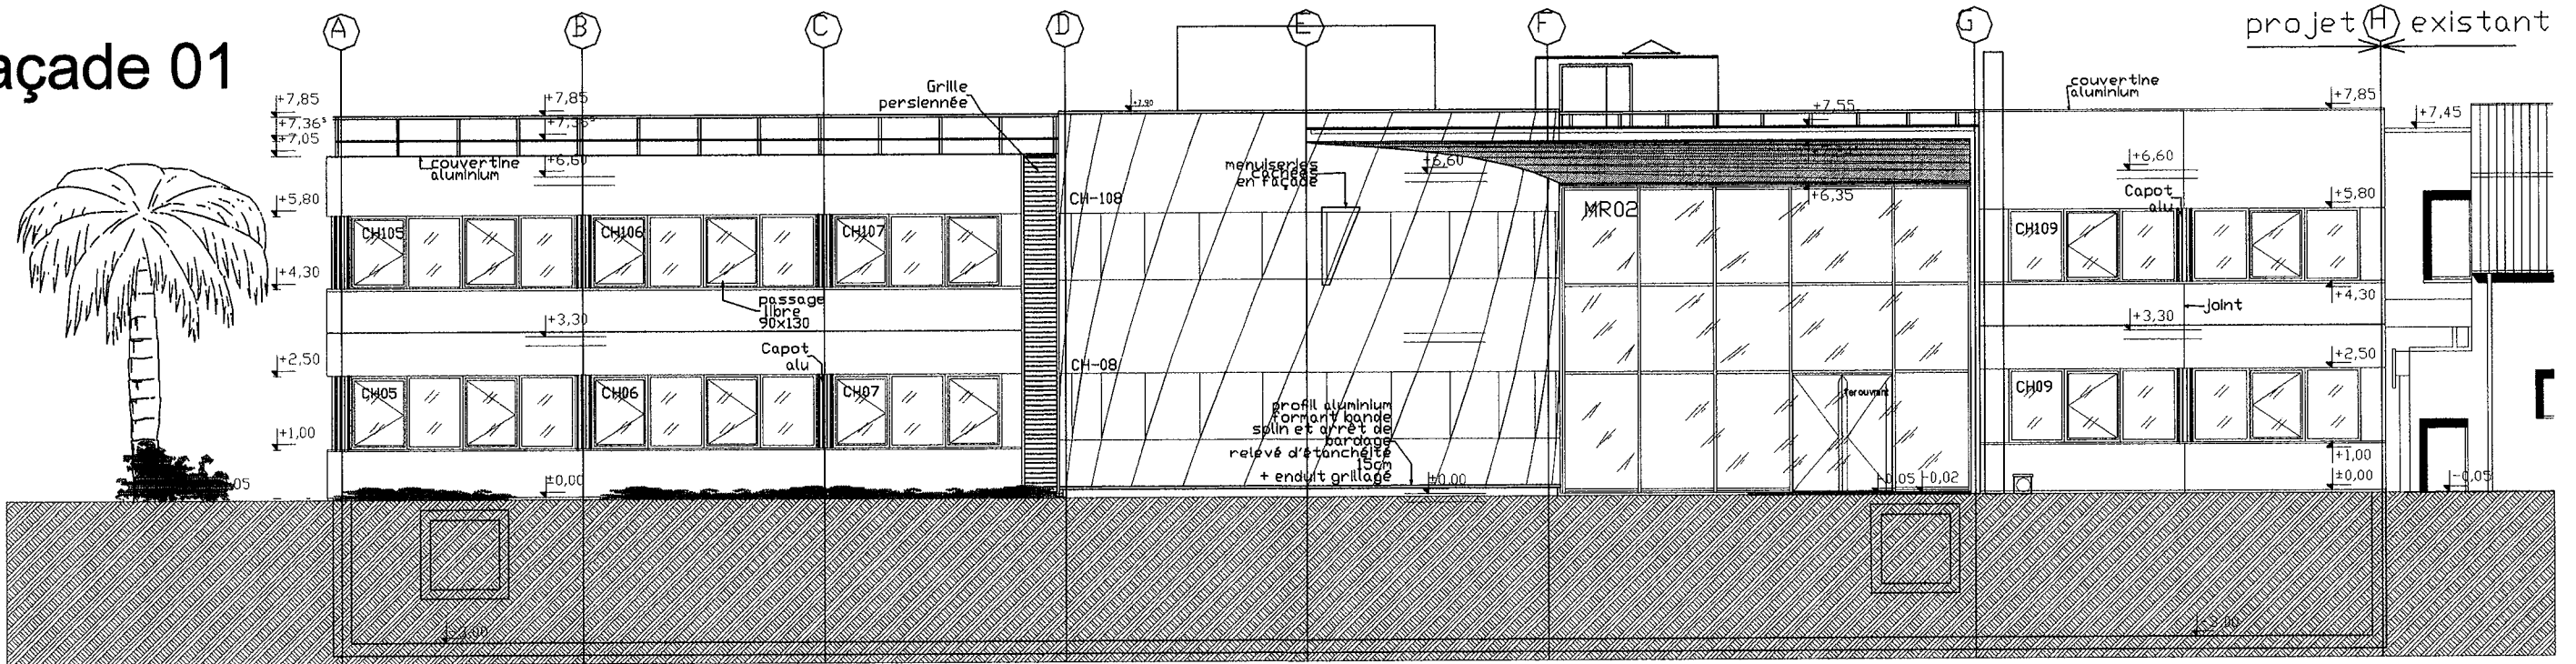 A
B
C
D
E
F
G
projet H existant
açade 01
Grille
persiennée
couvertine
aluminium
+7,85
+7,85
+7,90
+7,55
+7,85
+7,45
+7,36⁵
+7,05
couvertine
aluminium
+6,60
menuiseries
cachées
en façade
+6,60
+6,60
+6,35
Capot
alu
+5,80
+5,80
CH-108
MR02
CH105
CH106
CH107
CH109
+4,30
+4,30
passage
libre
90x130
joint
+3,30
+3,30
Capot
alu
+2,50
+2,50
CH-08
CH05
CH06
CH07
CH09
1er ouvrant
profil aluminium
formant bande
solin et arrêt de
bardage
relevé d'étanchéité
15cm
+ enduit grillagé
+1,00
+1,00
±0,00
±0,00
±0,00
-0,02
-0,05